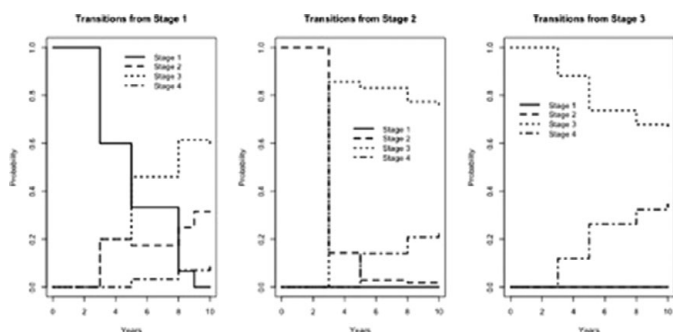 Transitions from Stage 1
Probability
1.0
0.8
0.6
0.4
0.2
0.0
Stage 1
Stage 2
Stage 3
Stage 4
0 2 4 6 8 10
Years
Transitions from Stage 2
Probability
1.0
0.8
0.6
0.4
0.2
0.0
Stage 1
Stage 2
Stage 3
Stage 4
0 2 4 6 8 10
Years
Transitions from Stage 3
Probability
1.0
0.8
0.6
0.4
0.2
0.0
Stage 1
Stage 2
Stage 3
Stage 4
0 2 4 6 8 10
Years